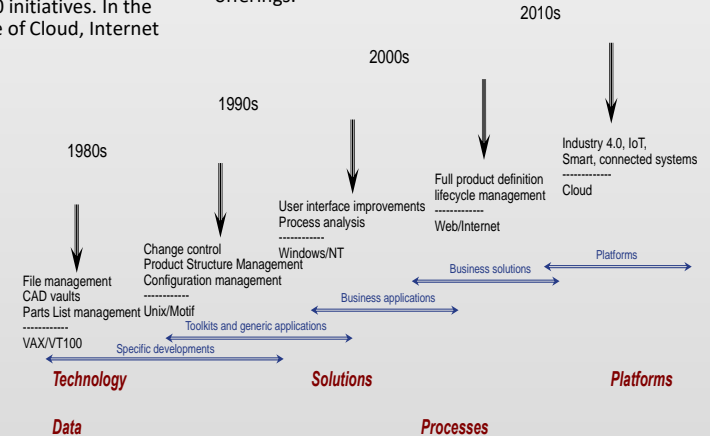 0 initiatives. In the
e of Cloud, Internet
2010s
2000s
1990s
1980s
Industry 4.0, IoT,
Smart, connected systems
-------------
Cloud
Full product definition
lifecycle management
-------------
Web/Internet
User interface improvements
Process analysis
------------
Windows/NT
Change control
Product Structure Management
Configuration management
------------
Unix/Motif
File management
CAD vaults
Parts List management
------------
VAX/VT100
Platforms
Business solutions
Business applications
Toolkits and generic applications
Specific developments
Technology
Solutions
Platforms
Data
Processes